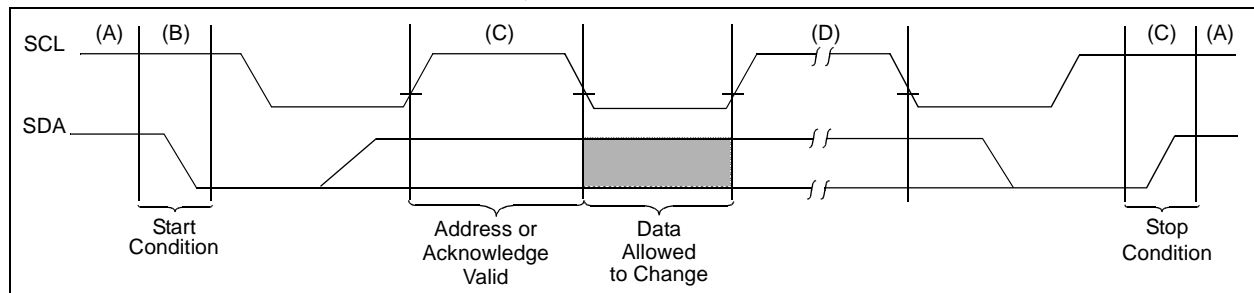 (A) (B) (C) (D) (C) (A)
SCL
SDA
Start
Condition
Address or
Acknowledge
Valid
Data
Allowed
to Change
Stop
Condition